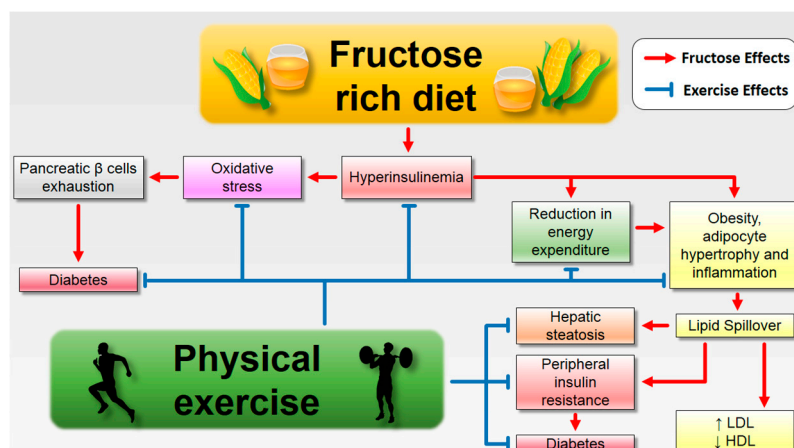 Fructose
rich diet
Fructose Effects
Exercise Effects
Pancreatic β cells
exhaustion
Oxidative
stress
Hyperinsulinemia
Reduction in
energy
expenditure
Obesity,
adipocyte
hypertrophy and
inflammation
Diabetes
Hepatic
steatosis
Lipid Spillover
Physical
exercise
Peripheral
insulin
resistance
Diabetes
↑ LDL
↓ HDL